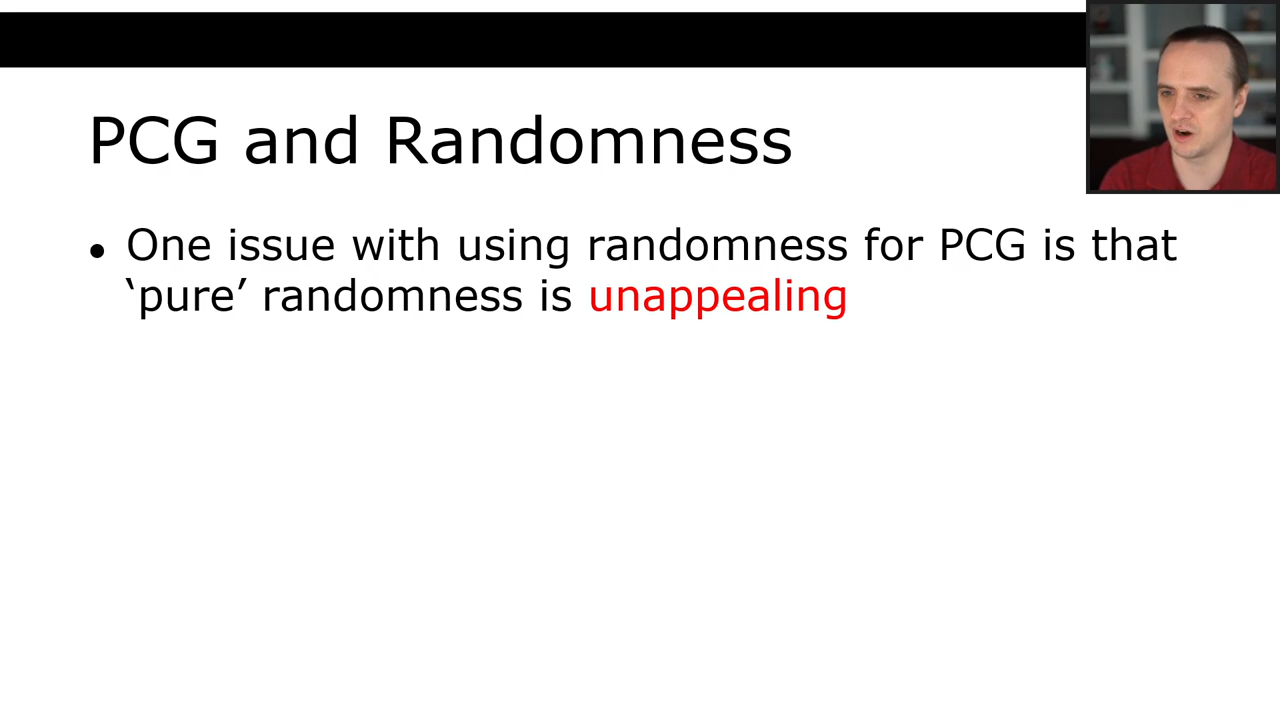 PCG and Randomness
● One issue with using randomness for PCG is that
‘pure’ randomness is unappealing